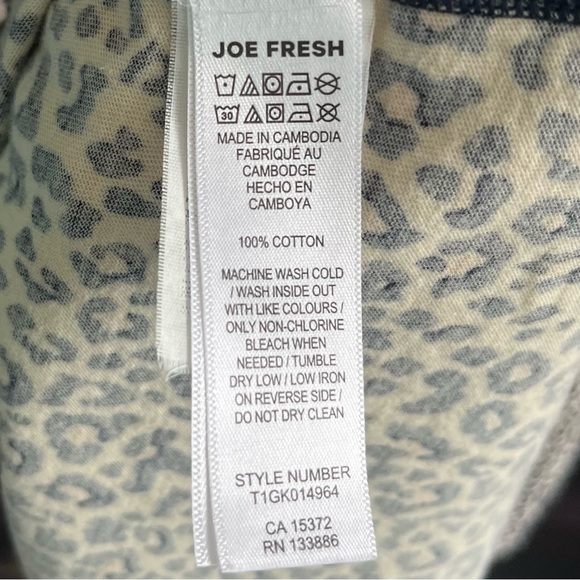 JOE FRESH
30
MADE IN CAMBODIA
FABRIQUÉ AU
CAMBODGE
HECHO EN
CAMBOYA
100% COTTON
MACHINE WASH COLD
/ WASH INSIDE OUT
WITH LIKE COLOURS /
ONLY NON-CHLORINE
BLEACH WHEN
NEEDED / TUMBLE
DRY LOW / LOW IRON
ON REVERSE SIDE /
DO NOT DRY CLEAN
STYLE NUMBER
T1GK014964
CA 15372
RN 133886